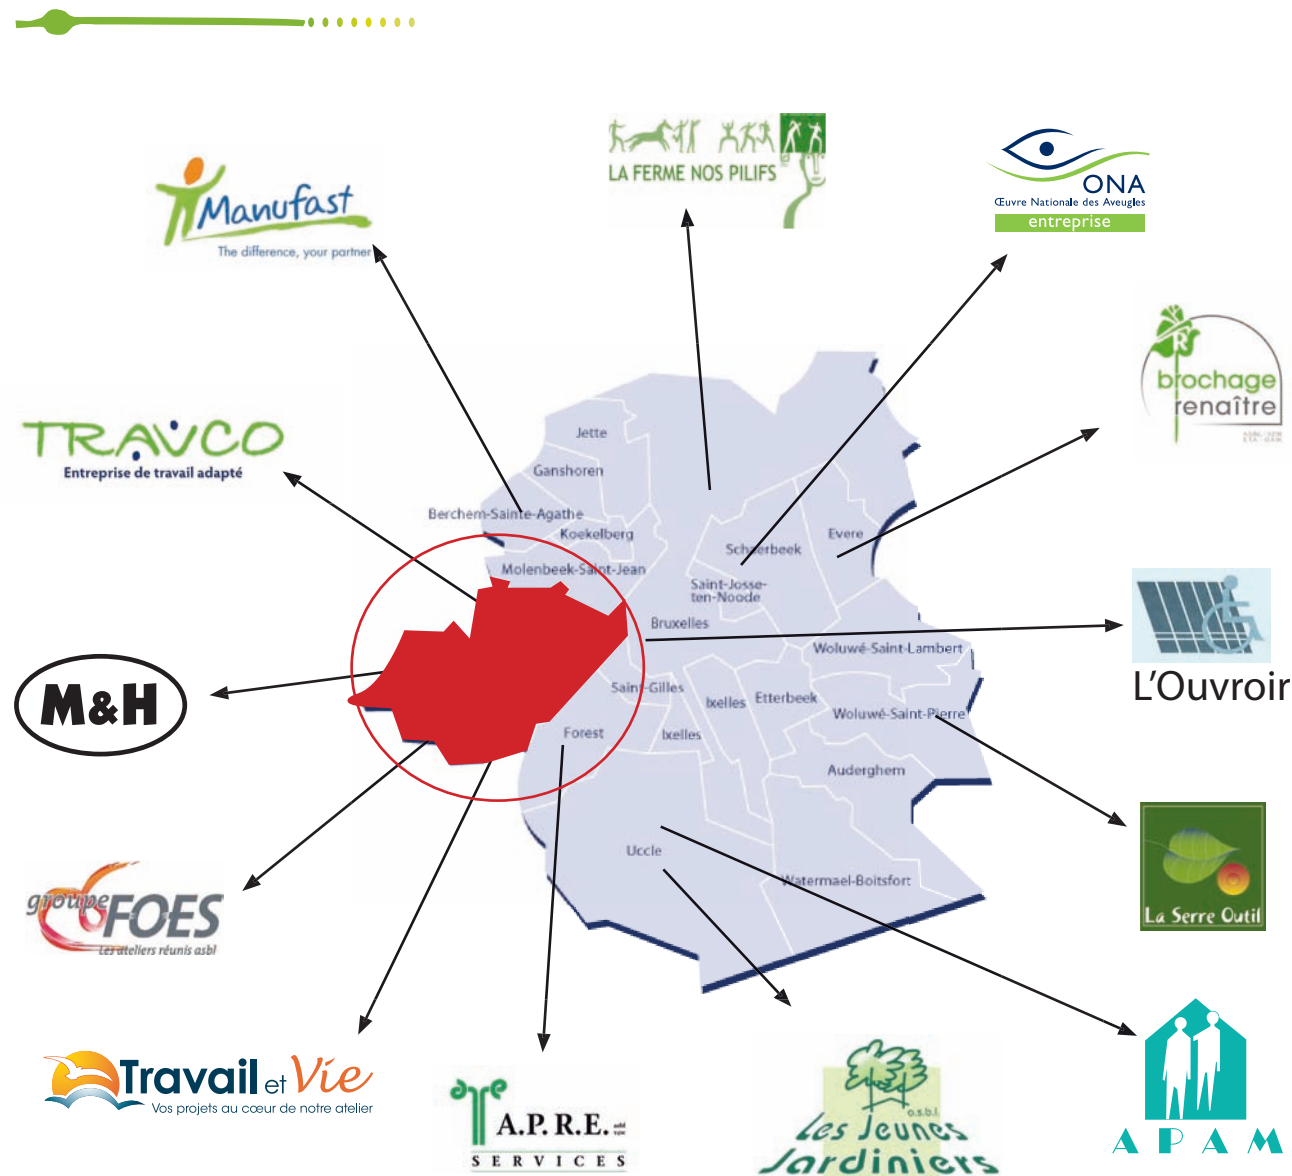 LA FERME NOS PILIFS
ONA
Œuvre Nationale des Aveugles
entreprise
Manufast
The difference, your partner
R
brochage
renaître
TRAVCO
Entreprise de travail adapté
Jette
Ganshoren
Berchem-Sainte-Agathe
Koekelberg
Molenbeek-Saint-Jean
Schaerbeek
Evere
Saint-Josse-
ten-Noode
Bruxelles
Woluwé-Saint-Lambert
Saint-Gilles
Ixelles
Etterbeek
Woluwé-Saint-Pierre
Forest
Ixelles
Auderghem
Uccle
Watermael-Boitsfort
L'Ouvroir
M&H
La Serre Outil
groupe FOES
Les ateliers réunis asbl
Travail et Vie
Vos projets au cœur de notre atelier
A.P.R.E.
SERVICES
o.s.b.l.
Les Jeunes
Jardiniers
APAM